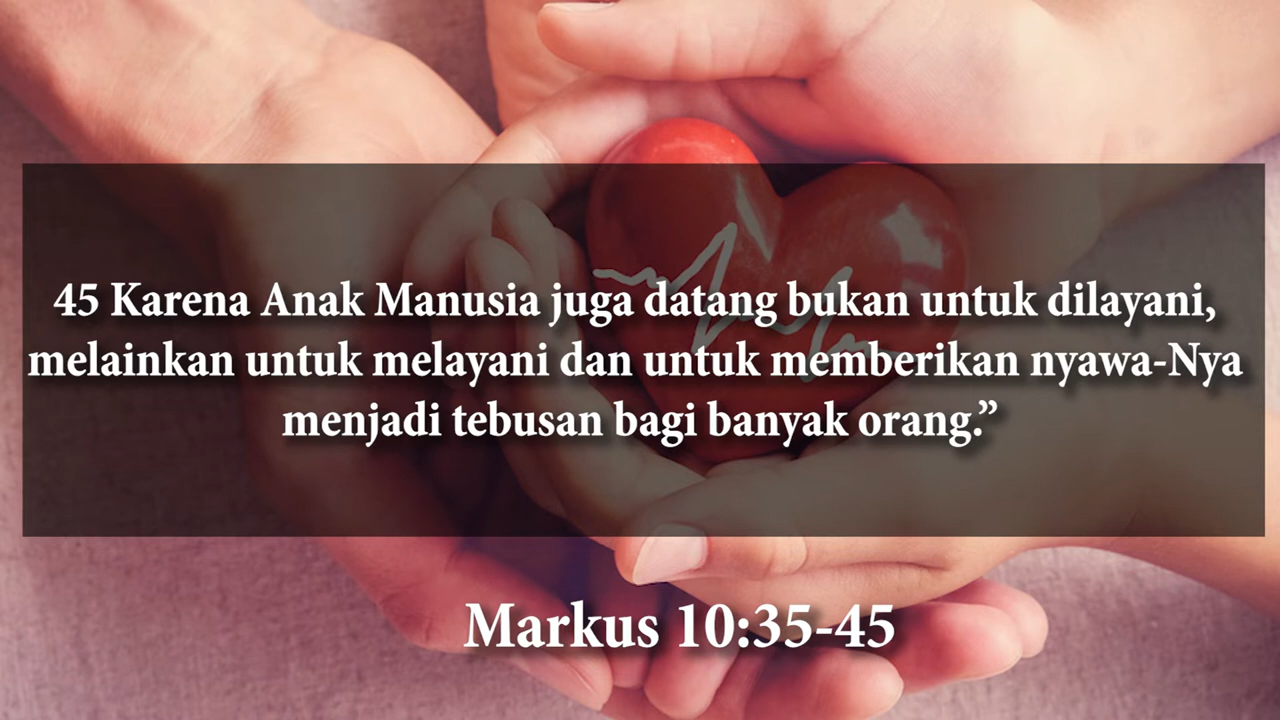 45 Karena Anak Manusia juga datang bukan untuk dilayani,
melainkan untuk melayani dan untuk memberikan nyawa-Nya
menjadi tebusan bagi banyak orang.”
Markus 10:35-45